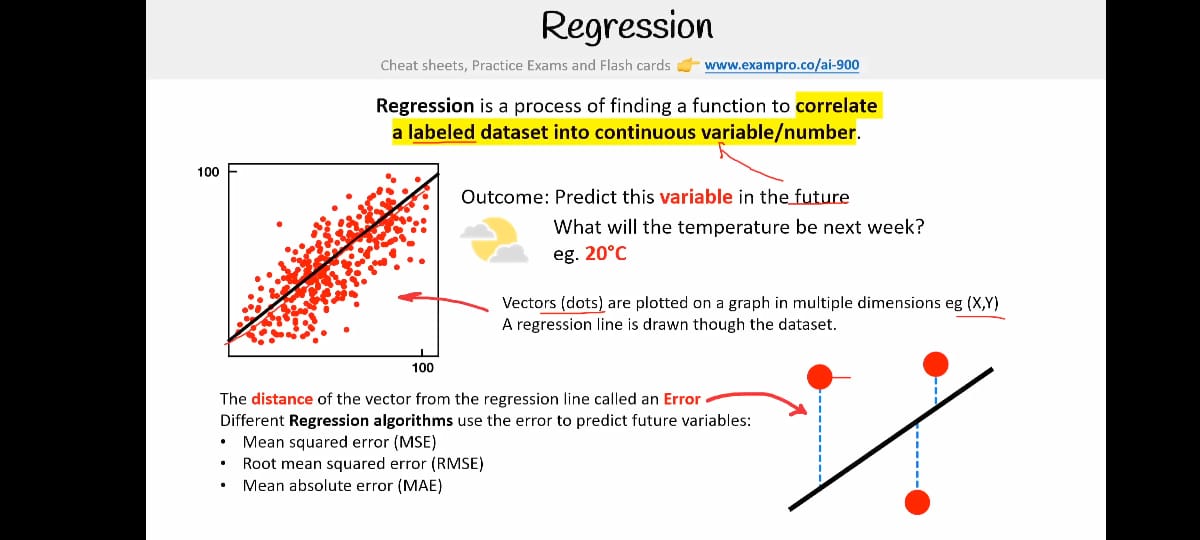 Regression
Cheat sheets, Practice Exams and Flash cards 👉 www.exampro.co/ai-900
Regression is a process of finding a function to correlate
a labeled dataset into continuous variable/number.
100
100
Outcome: Predict this variable in the future
What will the temperature be next week?
eg. 20°C
Vectors (dots) are plotted on a graph in multiple dimensions eg (X,Y)
A regression line is drawn though the dataset.
The distance of the vector from the regression line called an Error
Different Regression algorithms use the error to predict future variables:
• Mean squared error (MSE)
• Root mean squared error (RMSE)
• Mean absolute error (MAE)